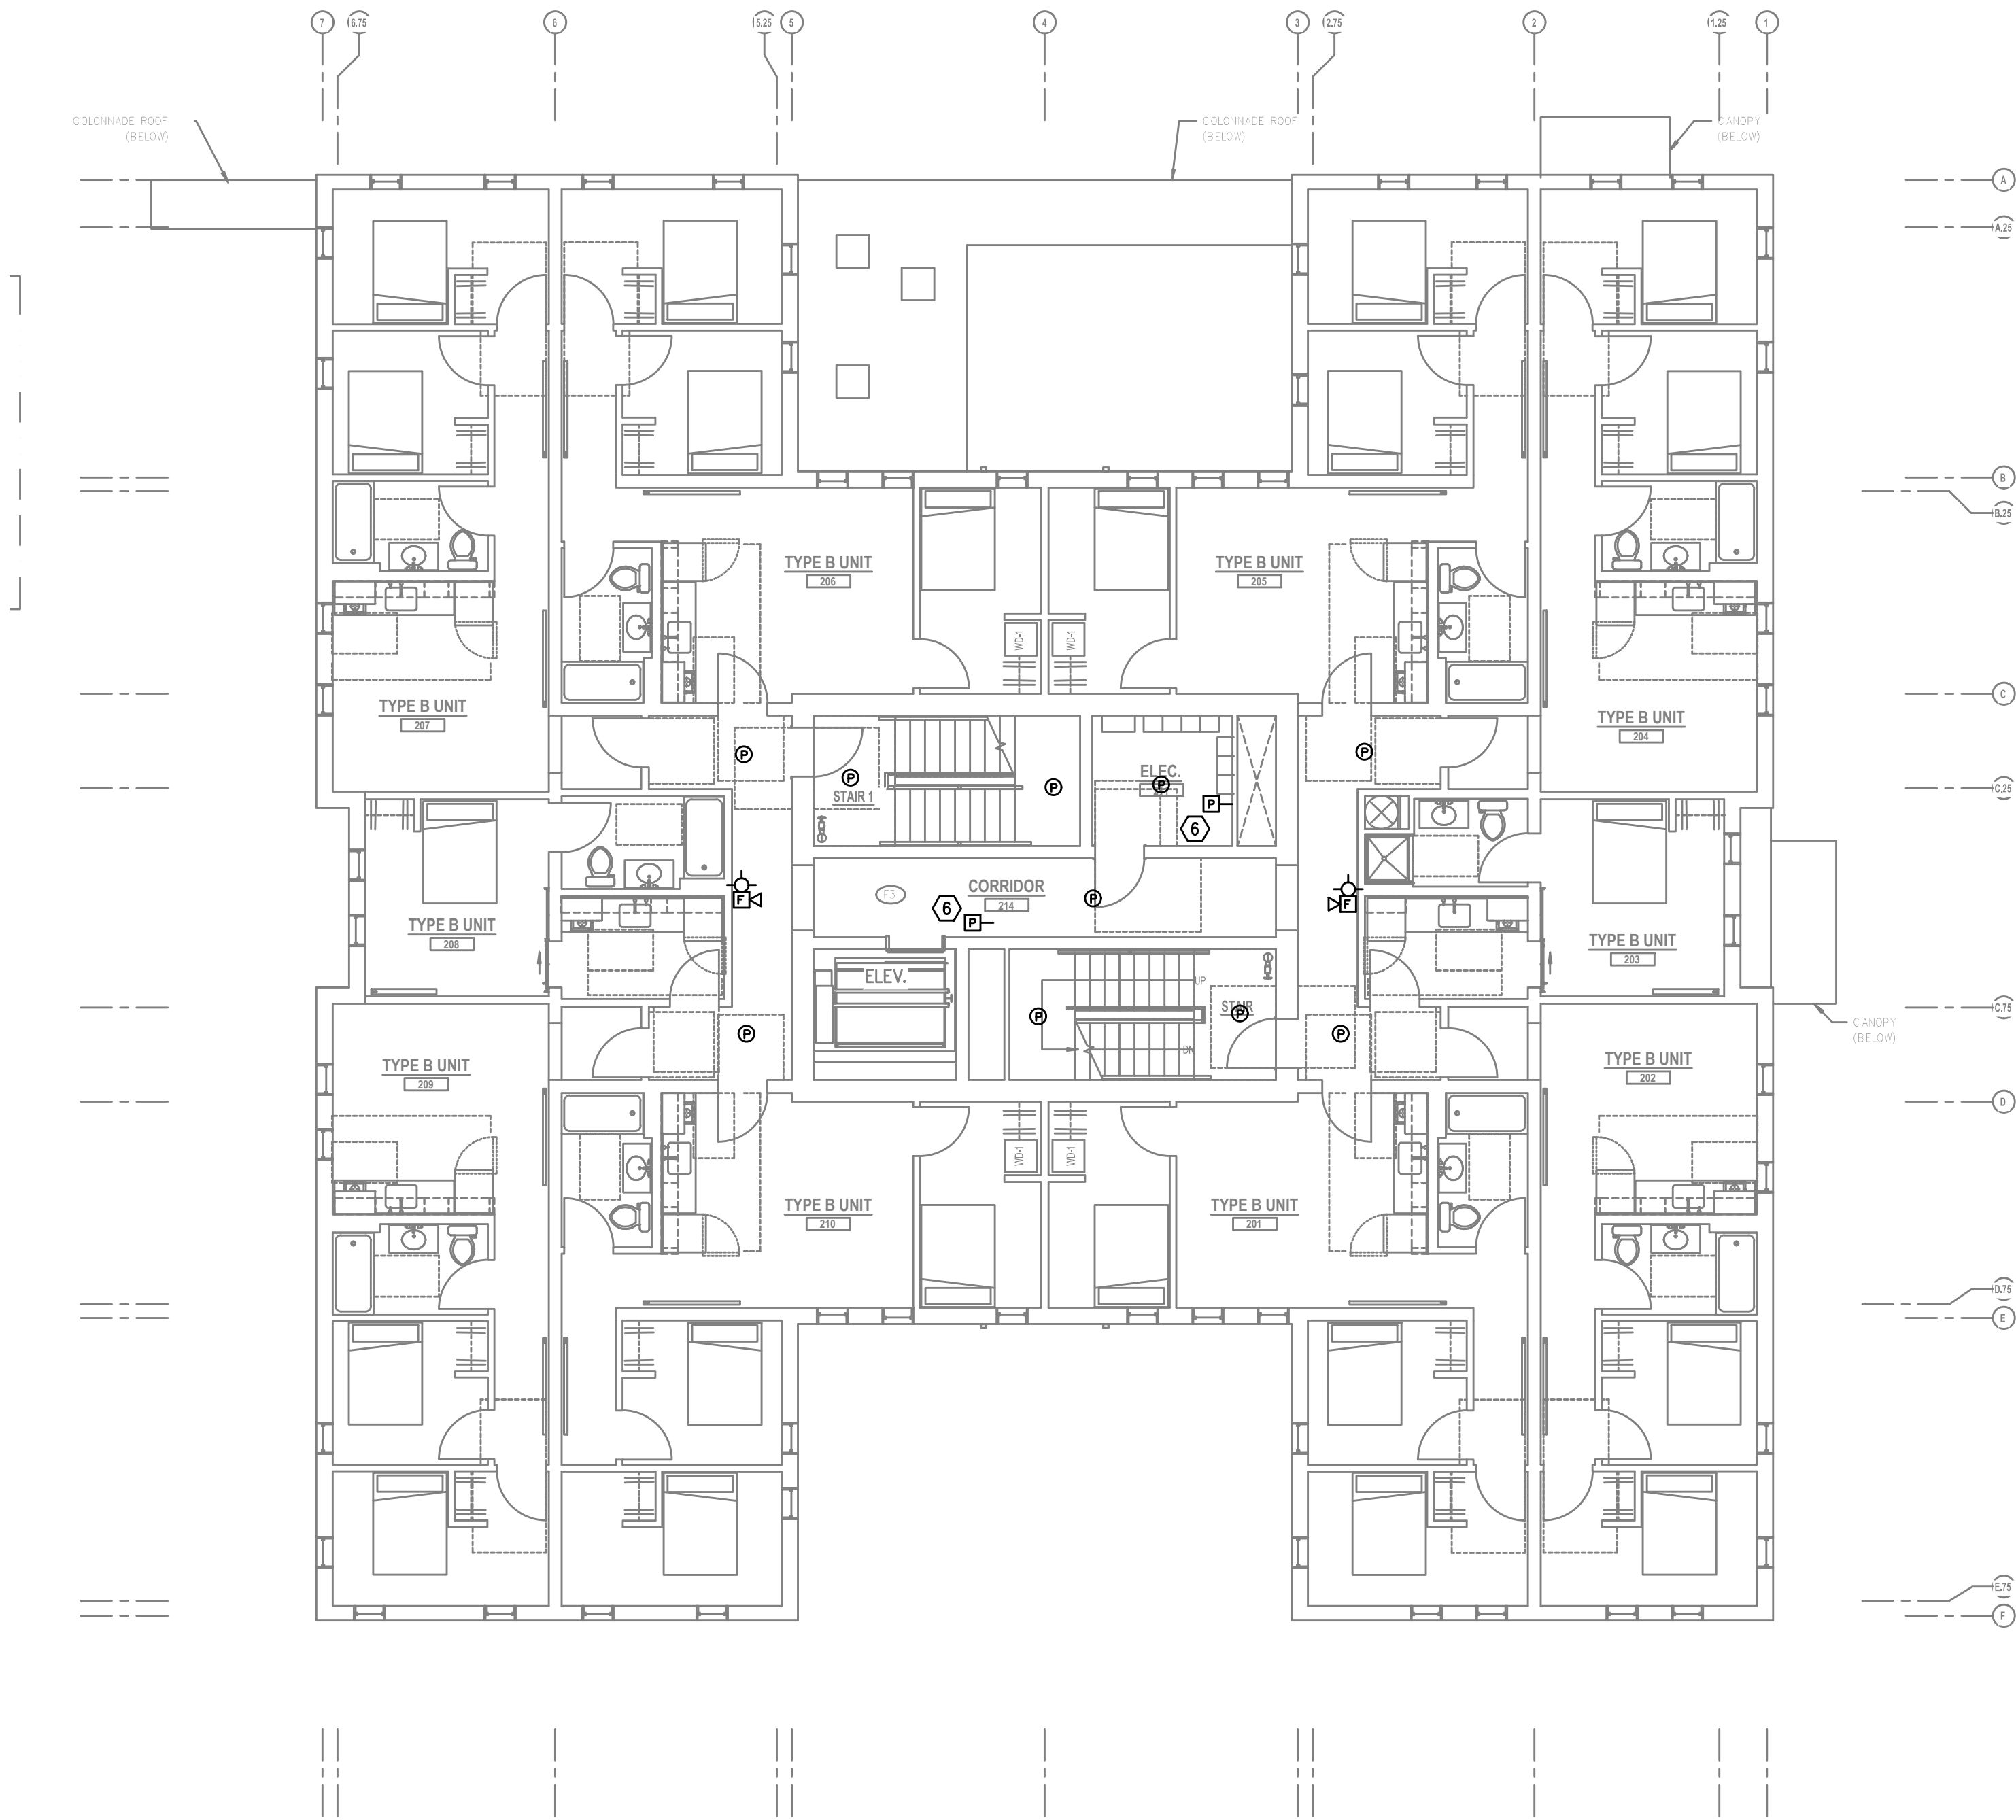 7
6.75
6
5.25
5
4
3
2.75
2
1.25
1
COLONNADE ROOF
(BELOW)
COLONNADE ROOF
(BELOW)
CANOPY
(BELOW)
A
A.25
B
B.25
C
C.25
C.75
D
D.75
E
E.75
F
TYPE B UNIT
206
TYPE B UNIT
205
WD-1
WD-1
TYPE B UNIT
207
TYPE B UNIT
204
P
P
STAIR 1
P
ELEC.
P
P
6
P
CORRIDOR
214
P
6
P
F
F
TYPE B UNIT
208
TYPE B UNIT
203
ELEV.
UP
STAIR
P
P
DN
P
P
CANOPY
(BELOW)
TYPE B UNIT
209
TYPE B UNIT
202
WD-1
WD-1
TYPE B UNIT
210
TYPE B UNIT
201